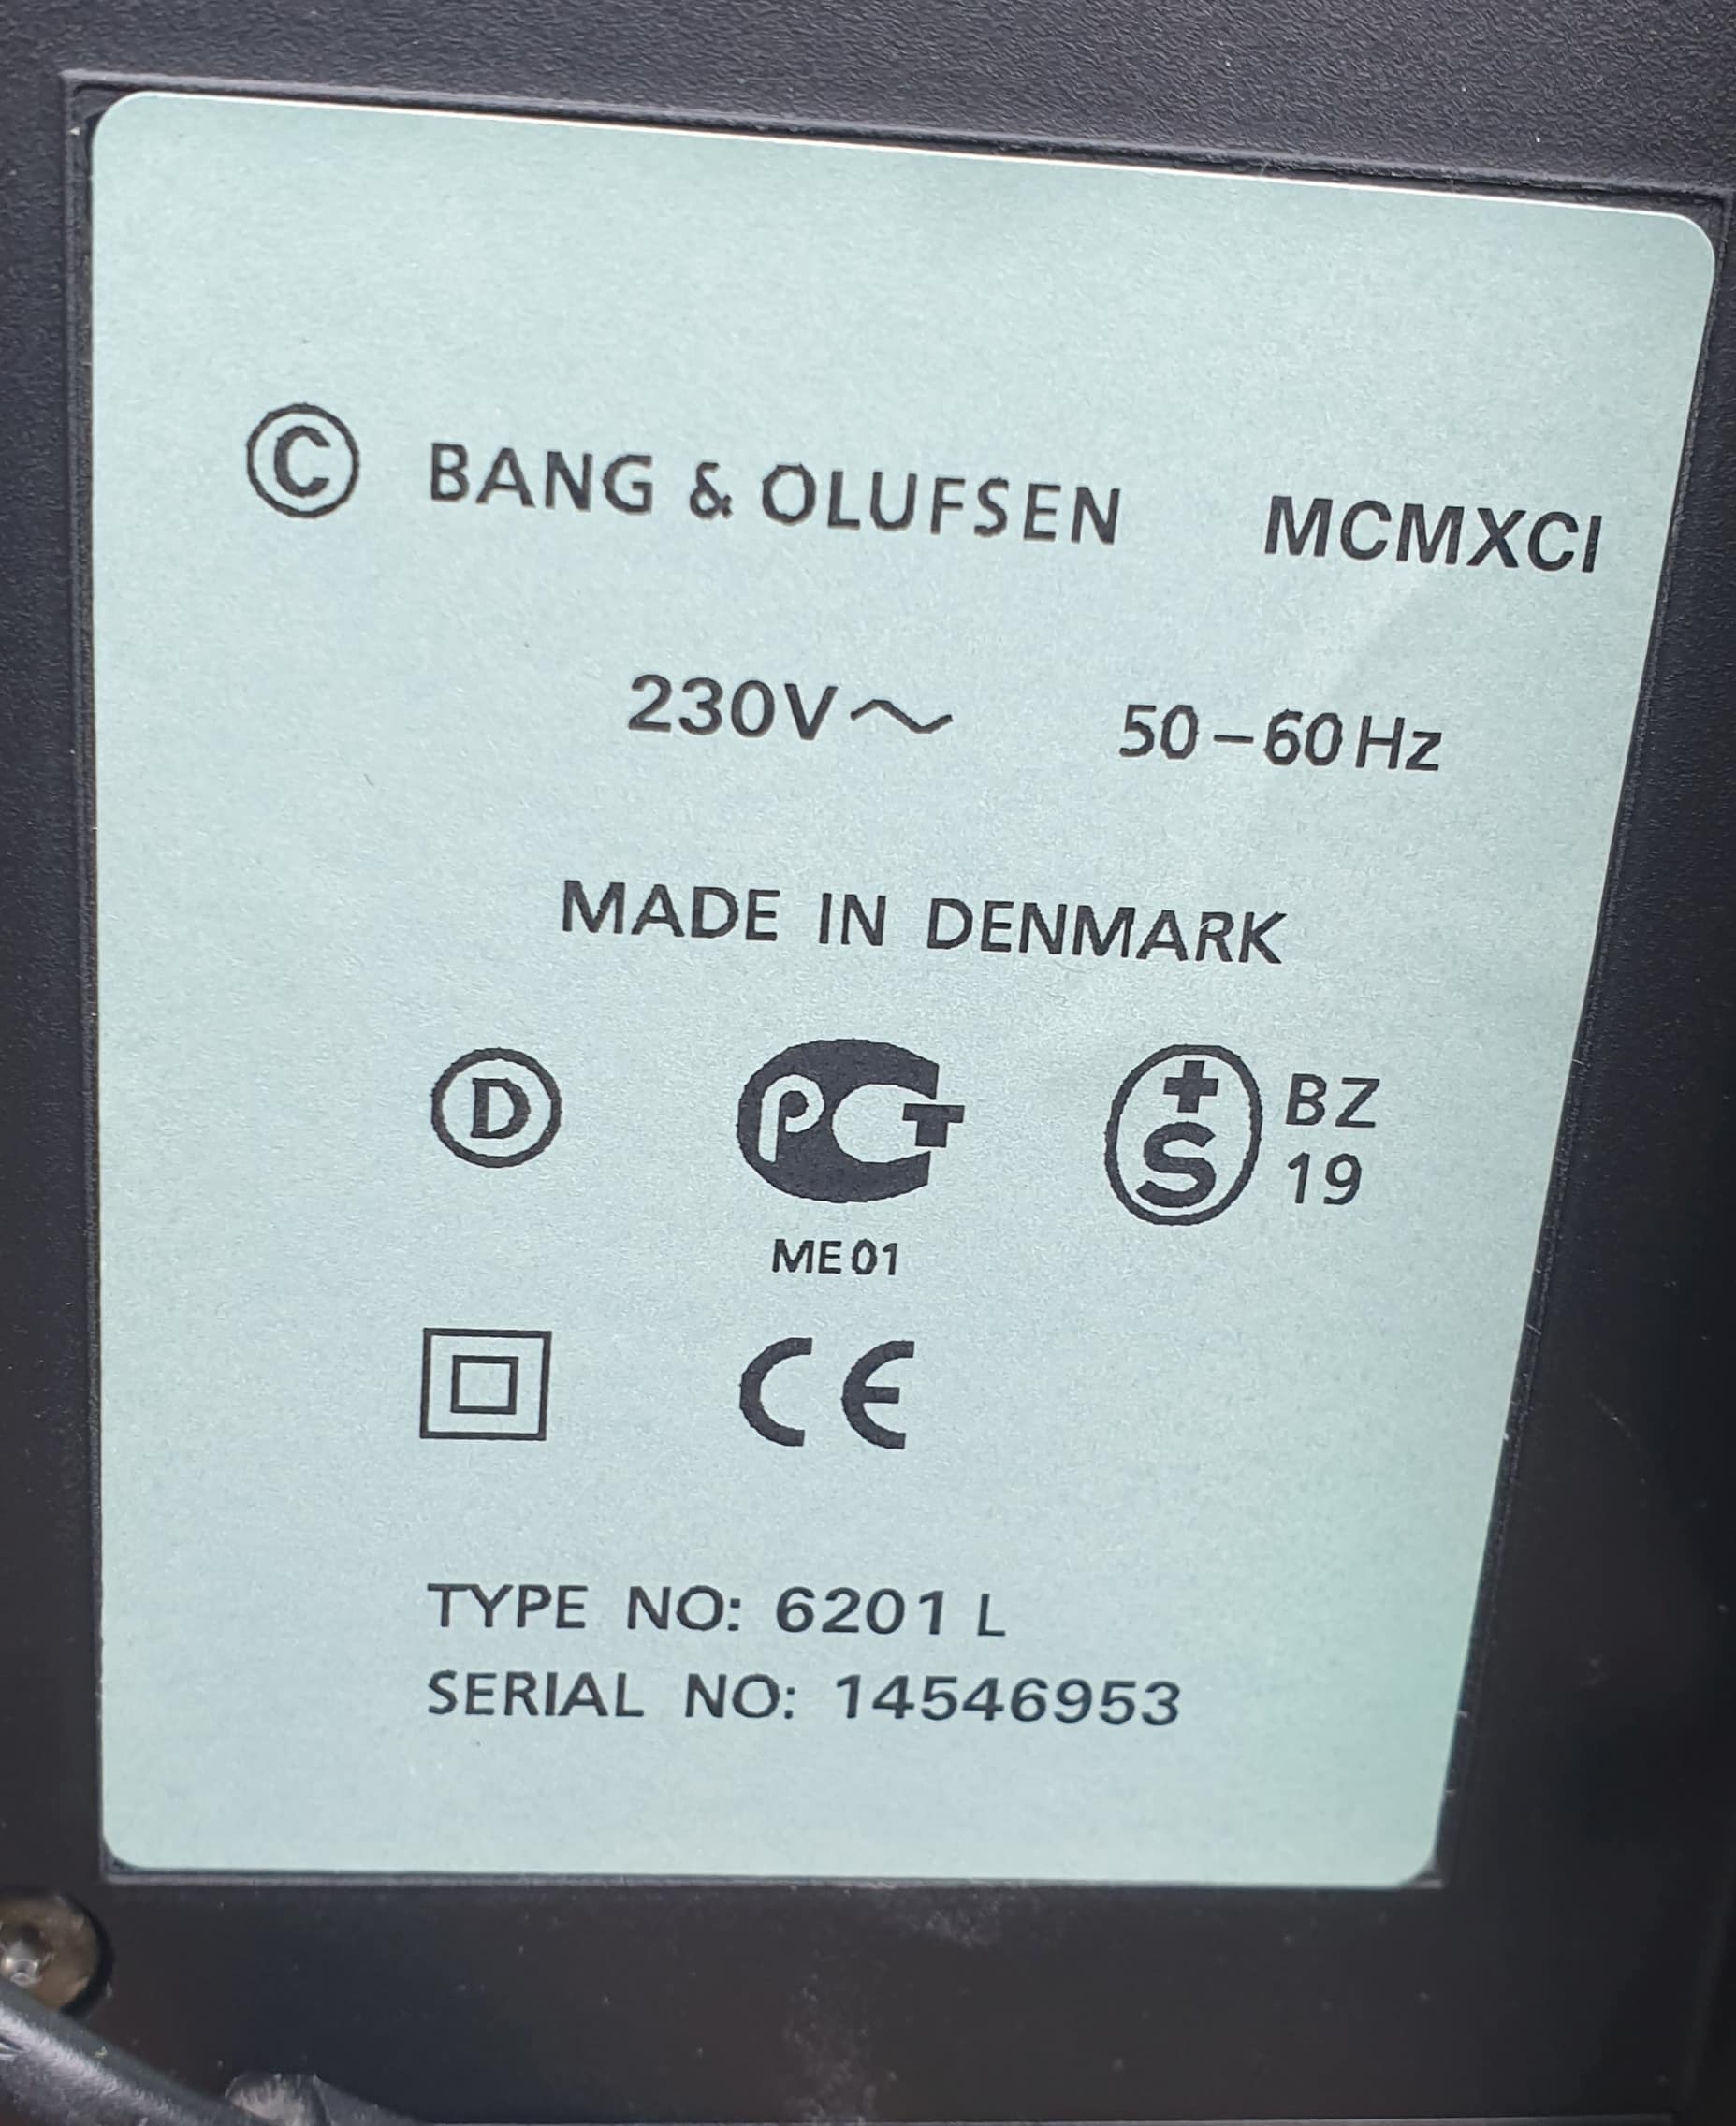 © BANG & OLUFSEN MCMXCI
230V~ 50–60Hz
MADE IN DENMARK
D PCT +S BZ 19
ME01
CE
TYPE NO: 6201 L
SERIAL NO: 14546953